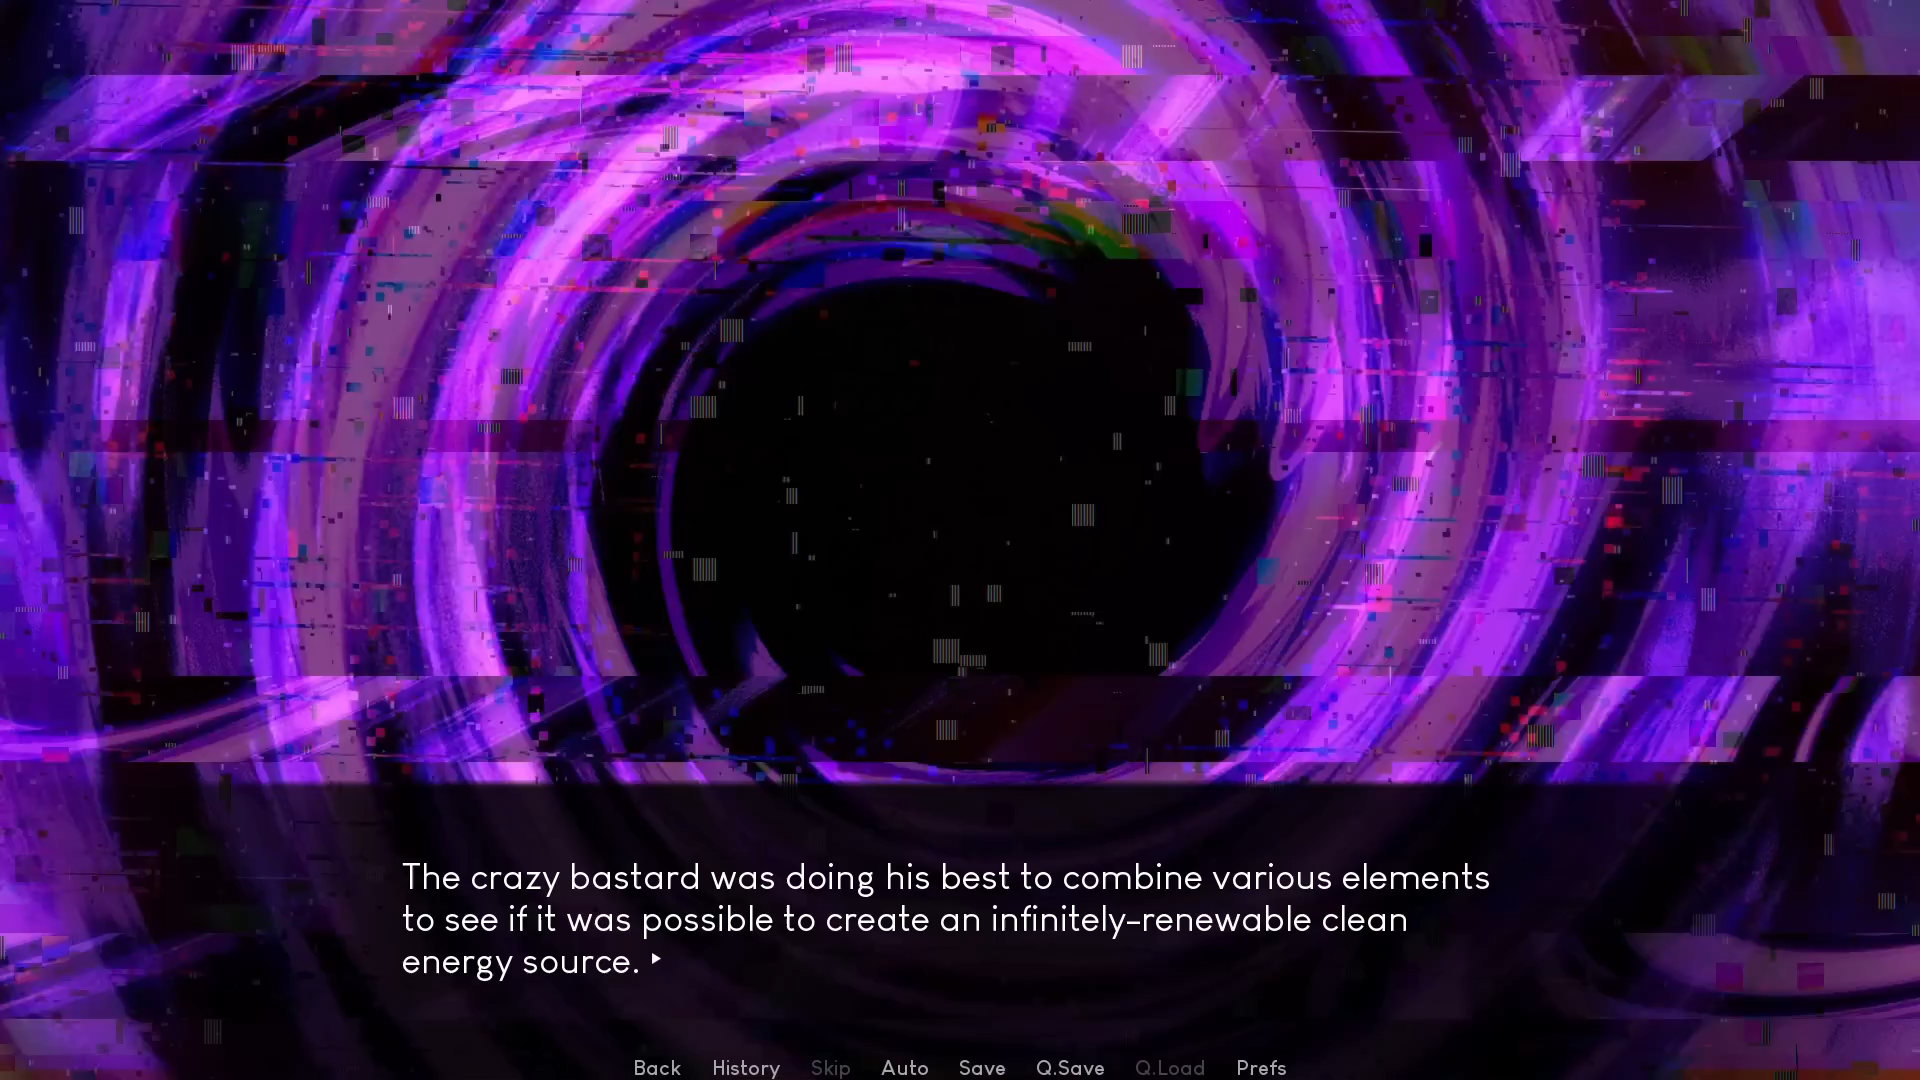 The crazy bastard was doing his best to combine various elements
to see if it was possible to create an infinitely-renewable clean
energy source.
Back History Skip Auto Save Q.Save Q.Load Prefs